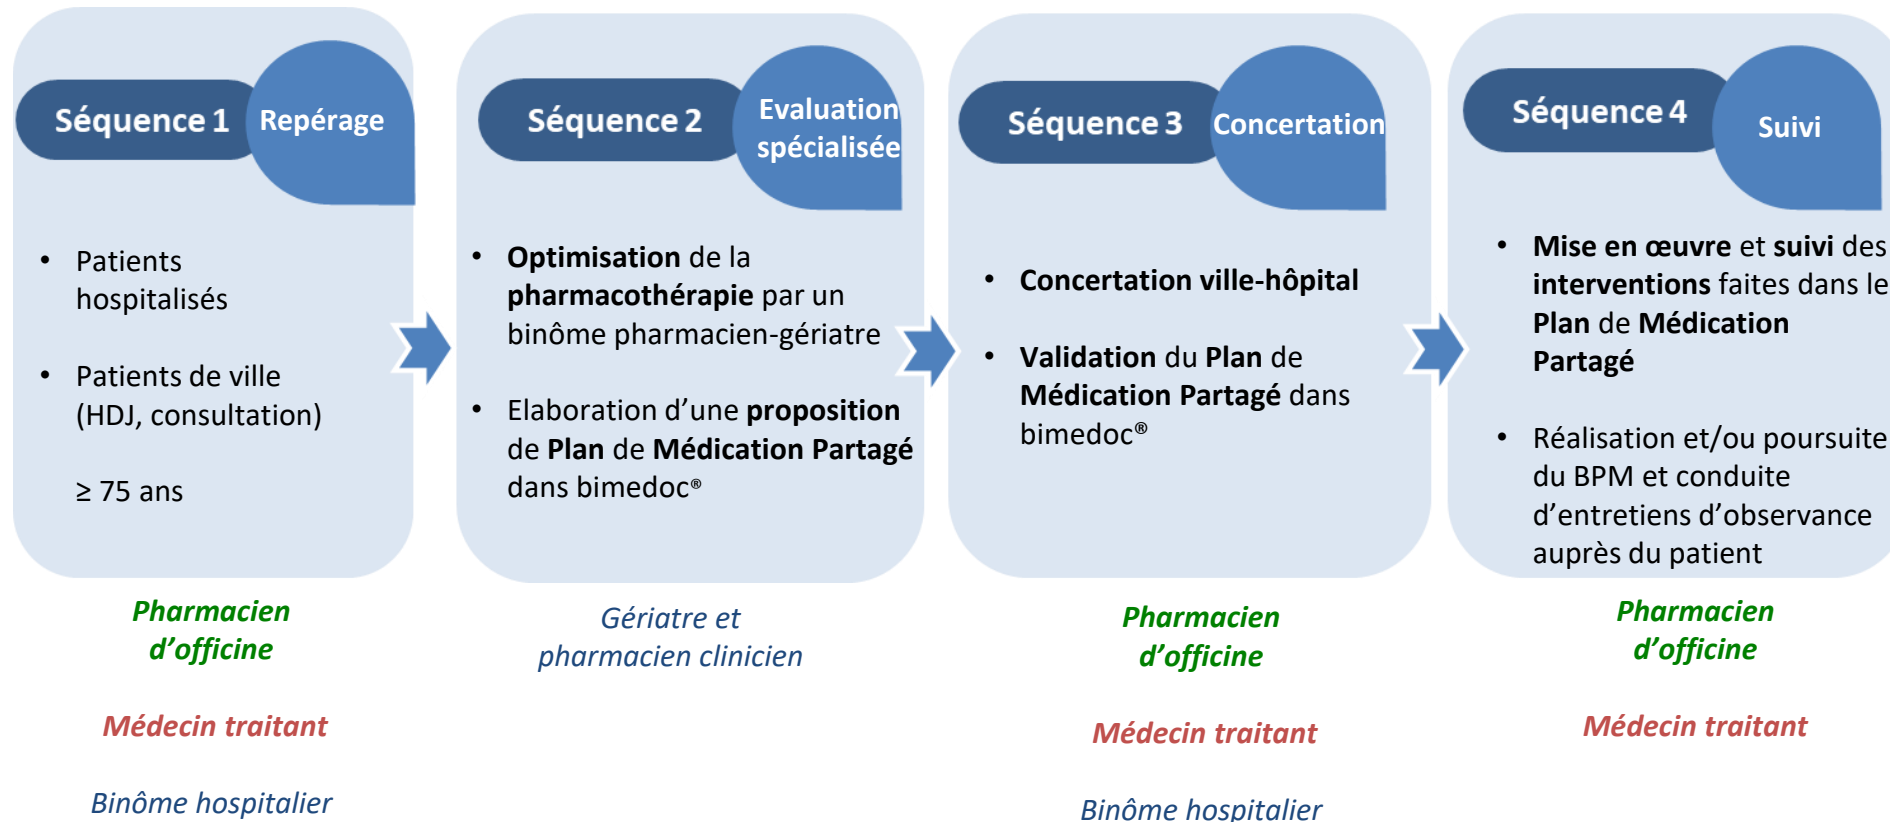 Séquence 1
Repérage
• Patients
hospitalisés
• Patients de ville
(HDJ, consultation)
≥ 75 ans
Pharmacien
d’officine
Médecin traitant
Binôme hospitalier
Séquence 2
Evaluation
spécialisée
• Optimisation de la
pharmacothérapie par un
binôme pharmacien-gériatre
• Elaboration d’une proposition
de Plan de Médication Partagé
dans bimedoc®
Gériatre et
pharmacien clinicien
Séquence 3
Concertation
• Concertation ville-hôpital
• Validation du Plan de
Médication Partagé dans
bimedoc®
Pharmacien
d’officine
Médecin traitant
Binôme hospitalier
Séquence 4
Suivi
• Mise en œuvre et suivi des
interventions faites dans le
Plan de Médication
Partagé
• Réalisation et/ou poursuite
du BPM et conduite
d’entretiens d’observance
auprès du patient
Pharmacien
d’officine
Médecin traitant